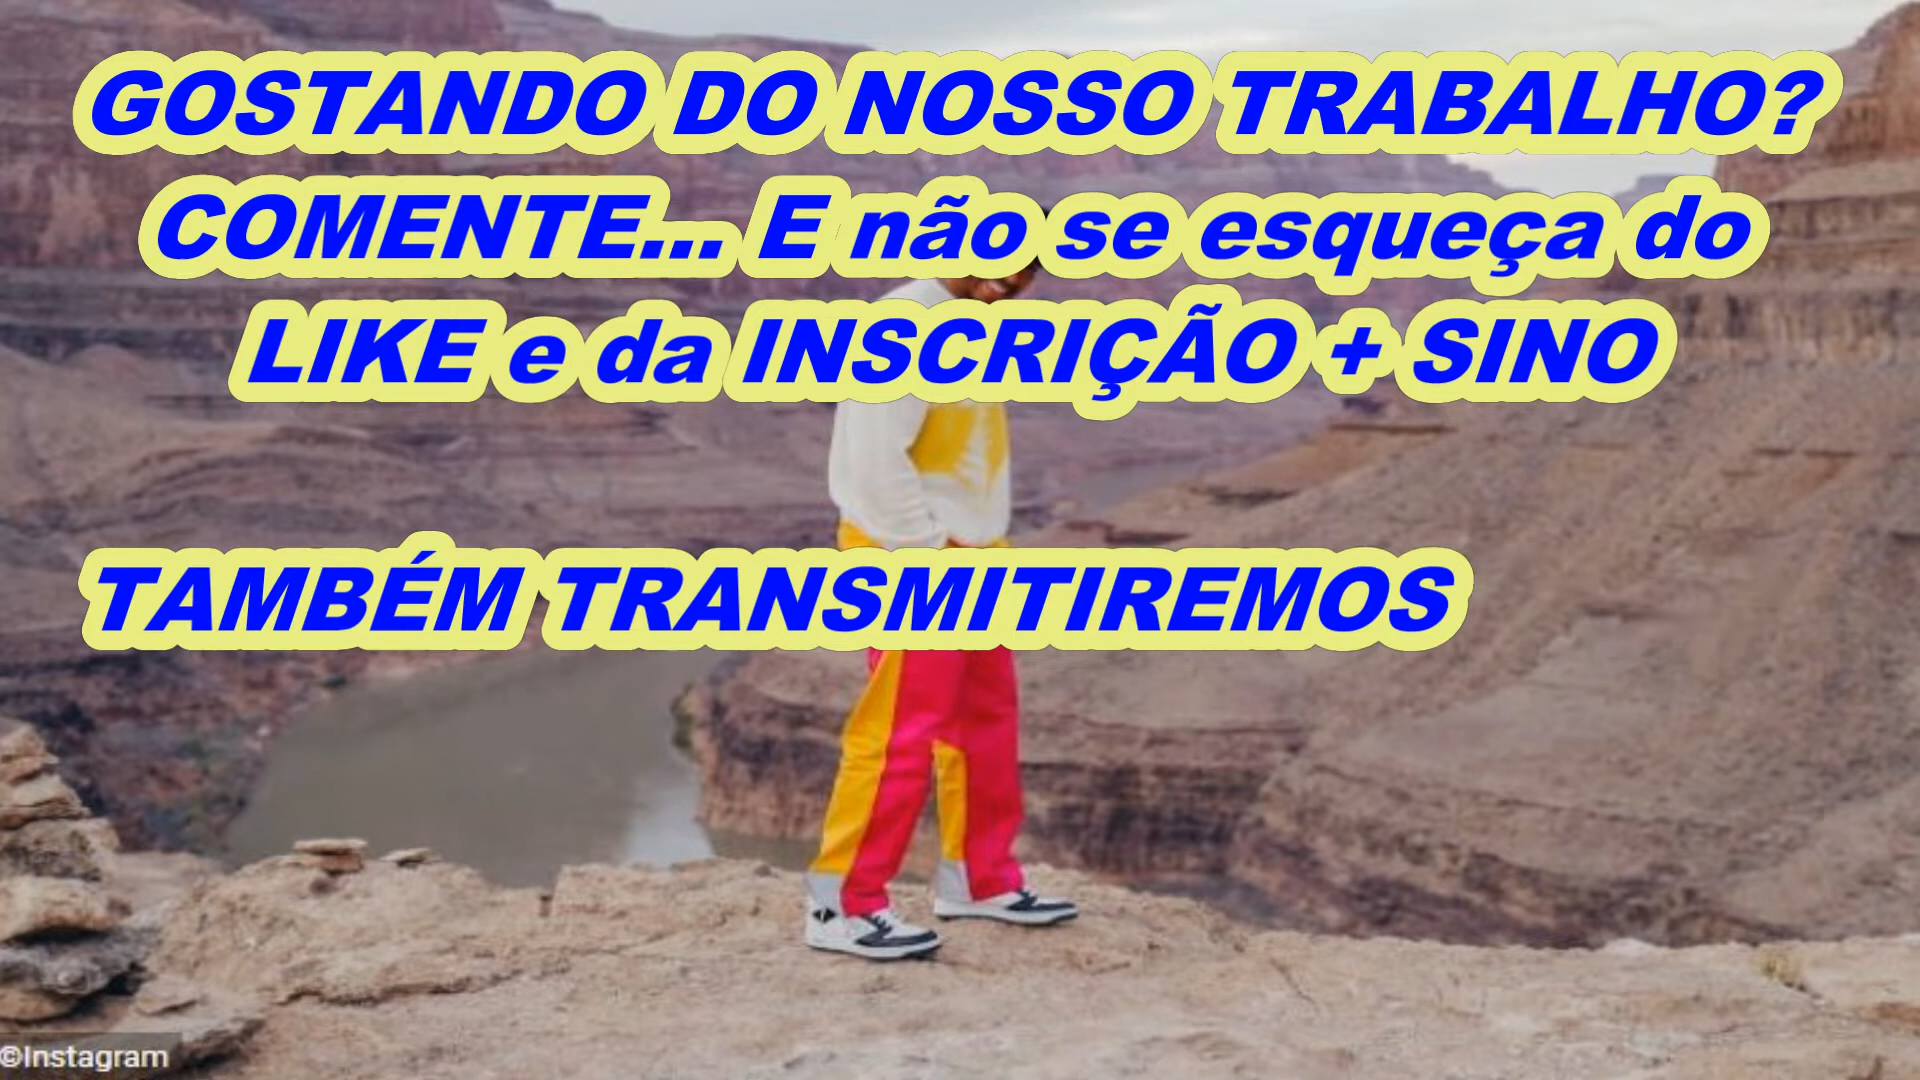 GOSTANDO DO NOSSO TRABALHO?
COMENTE... E não se esqueça do
LIKE e da INSCRIÇÃO + SINO
TAMBÉM TRANSMITIREMOS
©Instagram